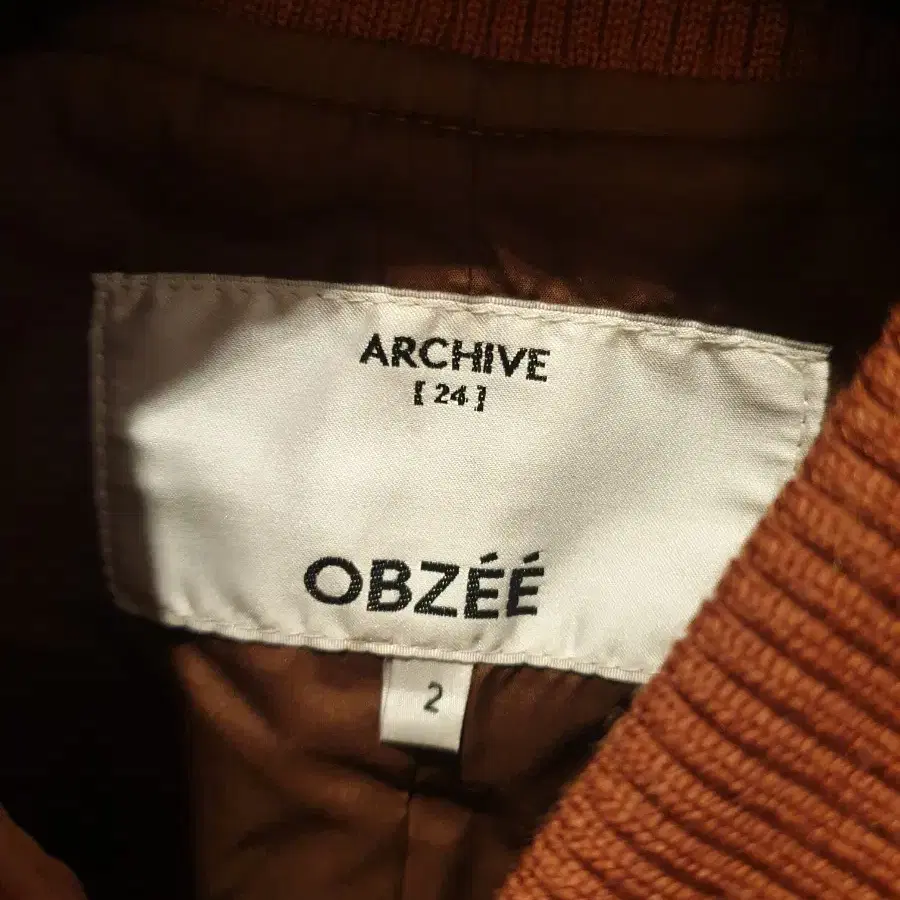 ARCHIVE
[ 24 ]
OBZÉÉ
2